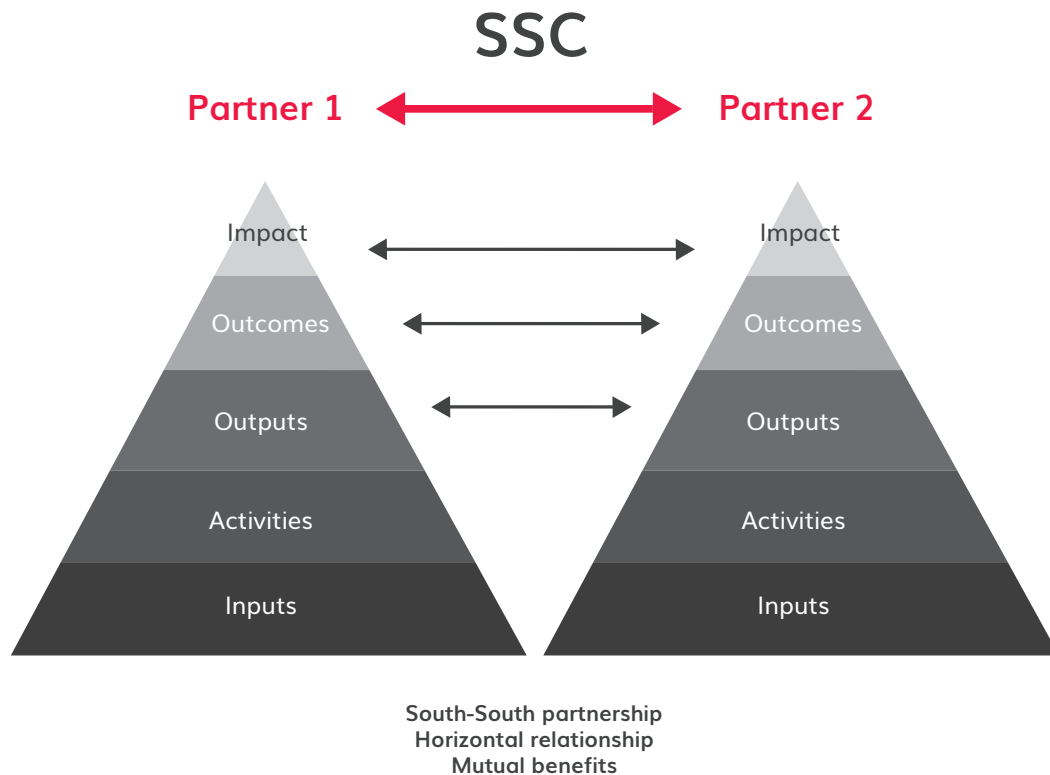 SSC
Partner 1
Partner 2
Impact
Impact
Outcomes
Outcomes
Outputs
Outputs
Activities
Activities
Inputs
Inputs
South-South partnership
Horizontal relationship
Mutual benefits